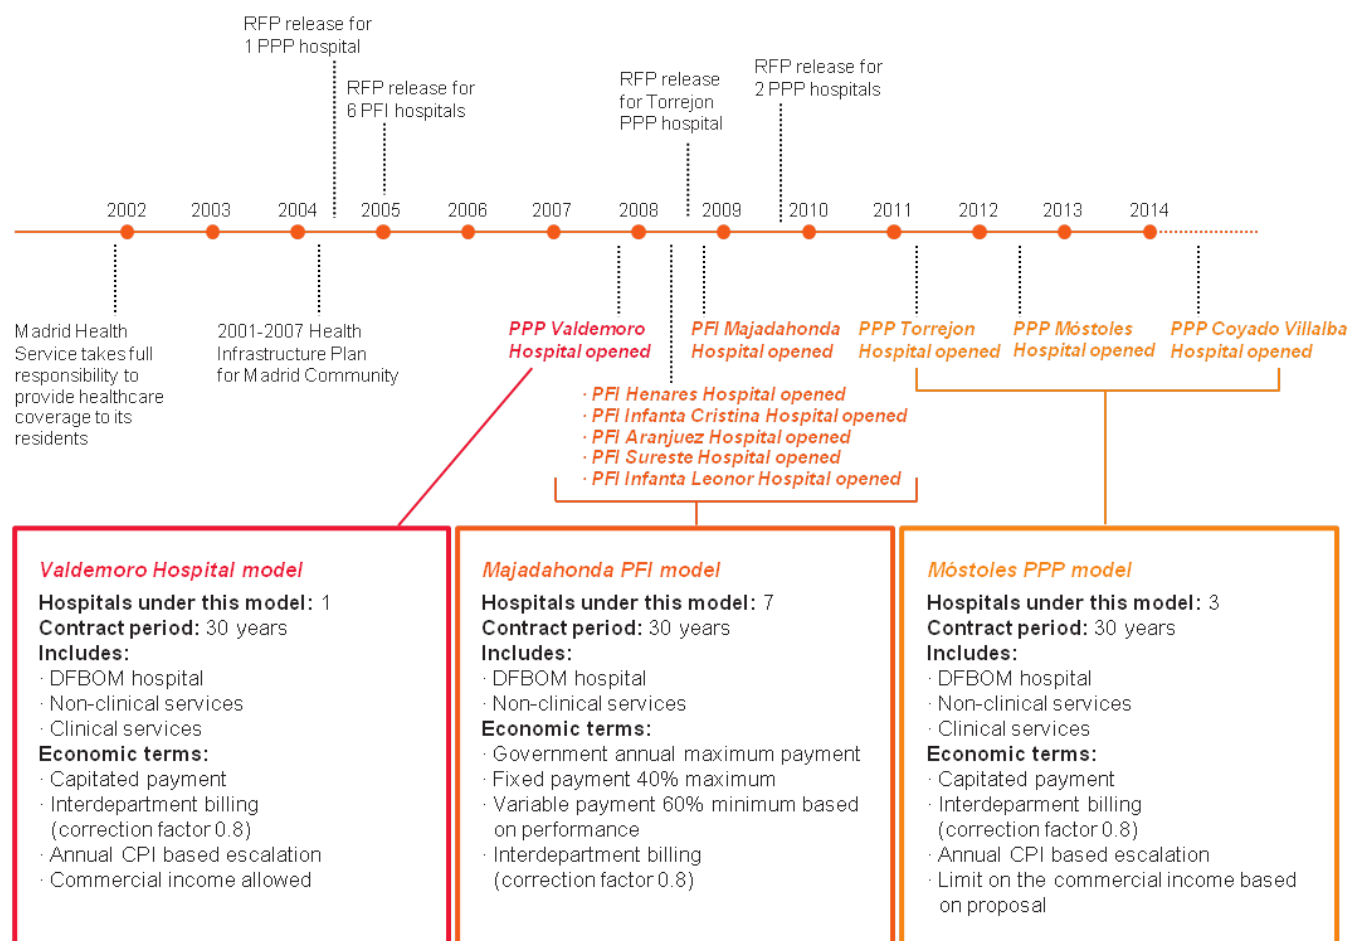 RFP release for
1 PPP hospital
RFP release for
6 PFI hospitals
RFP release
for Torrejon
PPP hospital
RFP release for
2 PPP hospitals
2002
2003
2004
2005
2006
2007
2008
2009
2010
2011
2012
2013
2014
Madrid Health
Service takes full
responsibility to
provide healthcare
coverage to its
residents
2001-2007 Health
Infrastructure Plan
for Madrid Community
PPP Valdemoro
Hospital opened
PFI Majadahonda
Hospital opened
PPP Torrejon
Hospital opened
PPP Móstoles
Hospital opened
PPP Coyado Villalba
Hospital opened
· PFI Henares Hospital opened
· PFI Infanta Cristina Hospital opened
· PFI Aranjuez Hospital opened
· PFI Sureste Hospital opened
· PFI Infanta Leonor Hospital opened
Valdemoro Hospital model
Hospitals under this model: 1
Contract period: 30 years
Includes:
· DFBOM hospital
· Non-clinical services
· Clinical services
Economic terms:
· Capitated payment
· Interdepartment billing
(correction factor 0.8)
· Annual CPI based escalation
· Commercial income allowed
Majadahonda PFI model
Hospitals under this model: 7
Contract period: 30 years
Includes:
· DFBOM hospital
· Non-clinical services
Economic terms:
· Government annual maximum payment
· Fixed payment 40% maximum
· Variable payment 60% minimum based
on performance
· Interdepartment billing
(correction factor 0.8)
Móstoles PPP model
Hospitals under this model: 3
Contract period: 30 years
Includes:
· DFBOM hospital
· Non-clinical services
· Clinical services
Economic terms:
· Capitated payment
· Interdeparment billing
(correction factor 0.8)
· Annual CPI based escalation
· Limit on the commercial income based
on proposal